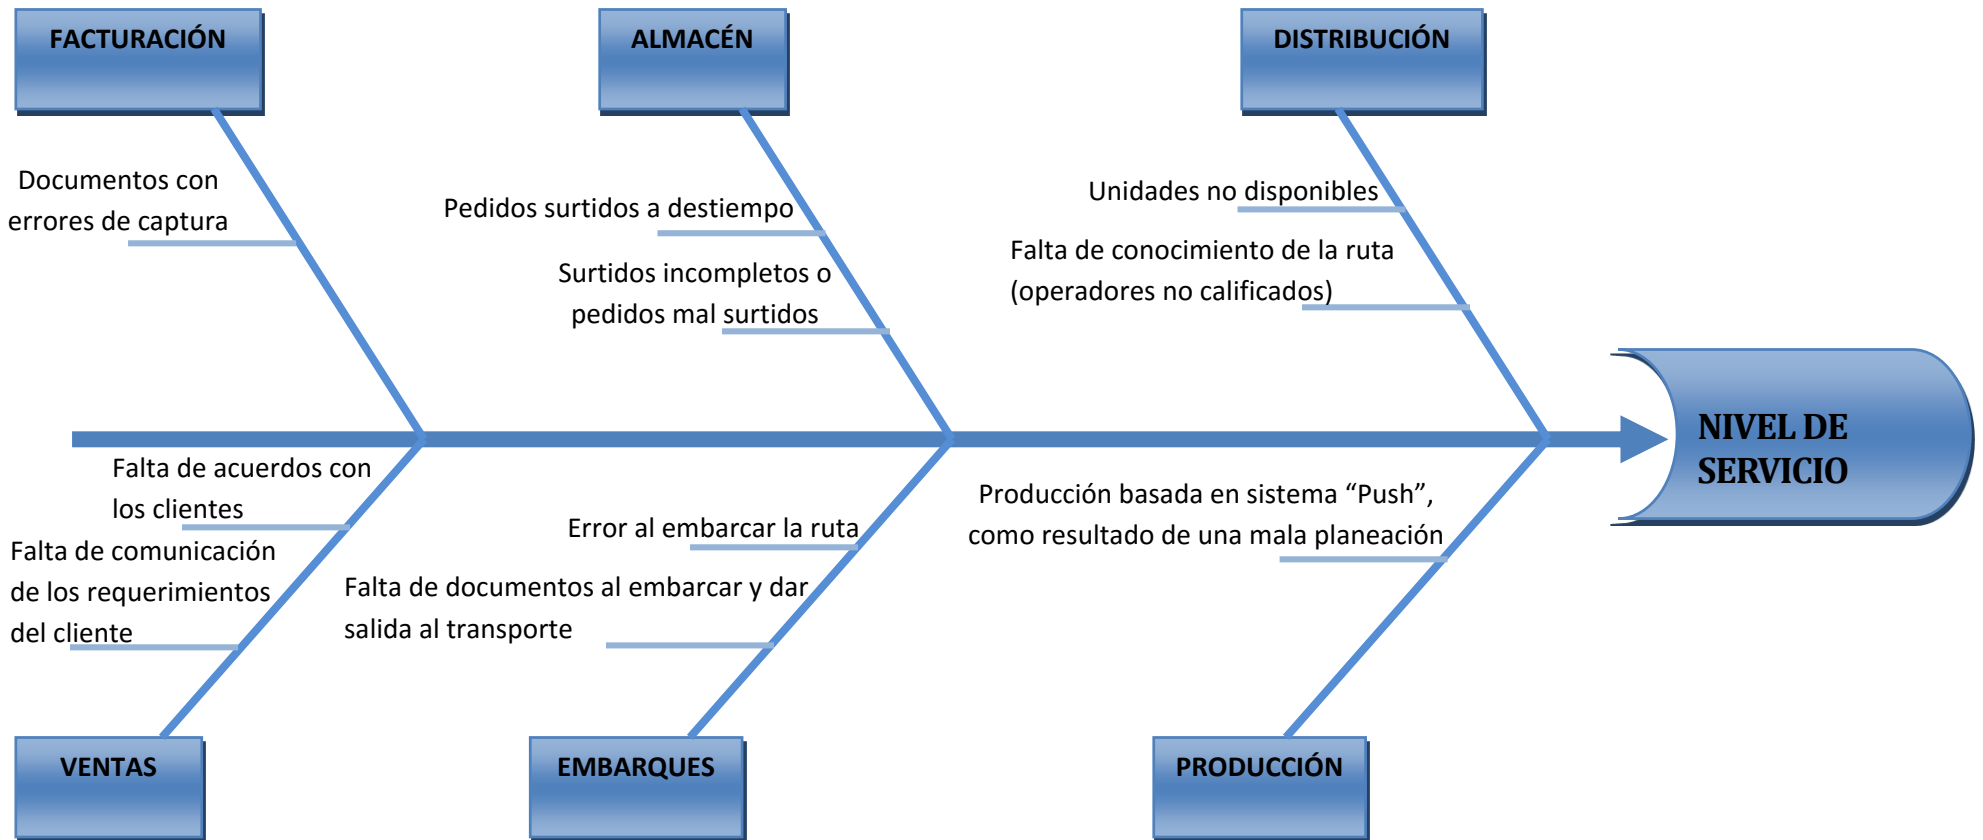 FACTURACIÓN
ALMACÉN
DISTRIBUCIÓN
Documentos con
errores de captura
Pedidos surtidos a destiempo
Surtidos incompletos o
pedidos mal surtidos
Unidades no disponibles
Falta de conocimiento de la ruta
(operadores no calificados)
NIVEL DE
SERVICIO
Falta de acuerdos con
los clientes
Falta de comunicación
de los requerimientos
del cliente
Error al embarcar la ruta
Falta de documentos al embarcar y dar
salida al transporte
Producción basada en sistema “Push”,
como resultado de una mala planeación
VENTAS
EMBARQUES
PRODUCCIÓN